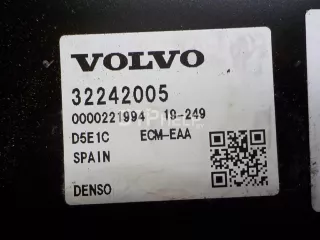 VOLVO
32242005
0000221994 18-249
D5E1C ECM-EAA
SPAIN
DENSO